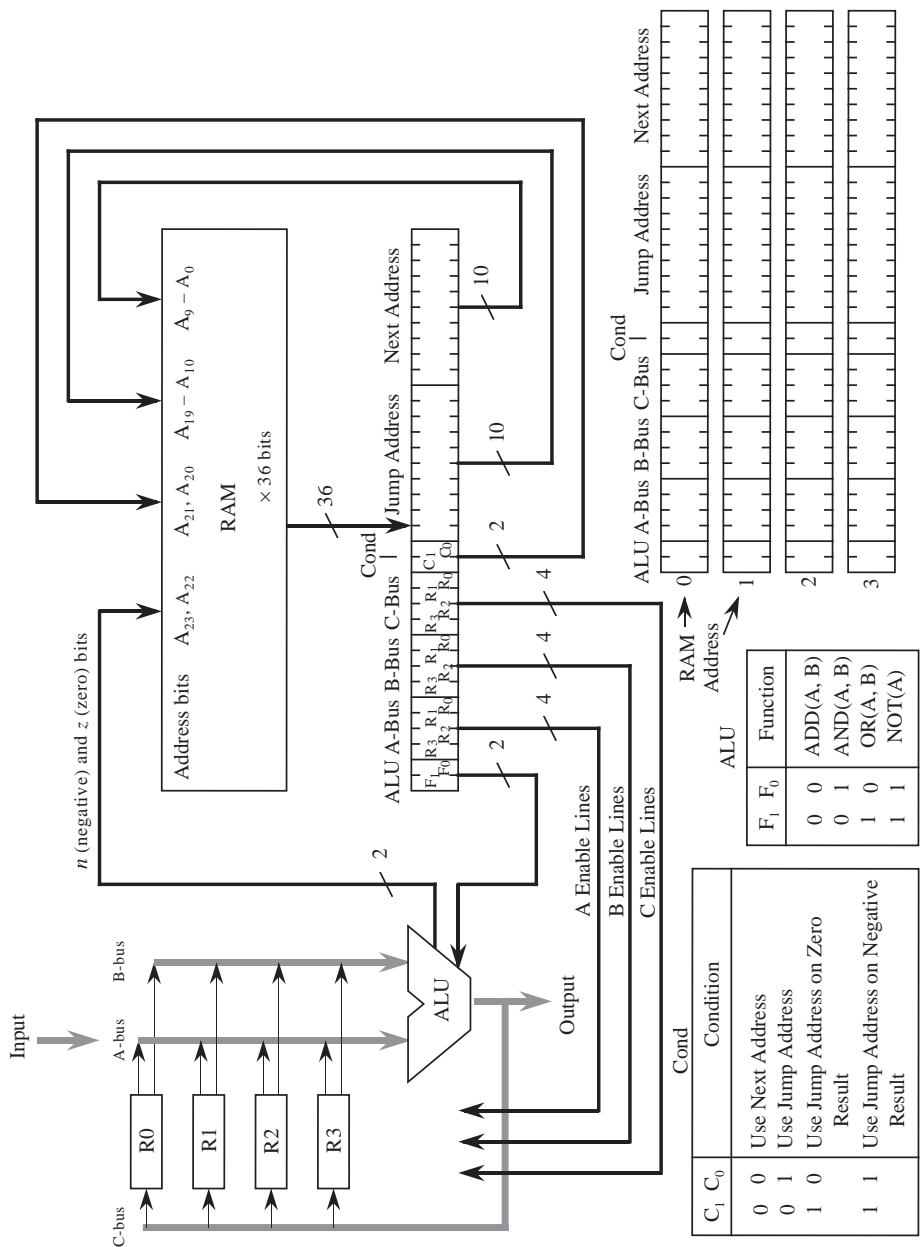 Input
C-bus
A-bus
B-bus
R0
R1
R2
R3
ALU
Output
n (negative) and z (zero) bits
2
Address bits
A23, A22
A21, A20
A19 – A10
A9 – A0
RAM
× 36 bits
36
Cond
ALU A-Bus B-Bus C-Bus Jump Address Next Address
F1 F0 R3 R2 R1 R0 R3 R2 R1 R0 R3 R2 R1 R0 C1 C0
2
4
4
4
2
10
10
A Enable Lines
B Enable Lines
C Enable Lines
Cond
C1 C0 Condition
0 0 Use Next Address
0 1 Use Jump Address
1 0 Use Jump Address on Zero
Result
1 1 Use Jump Address on Negative
Result
ALU
F1 F0 Function
0 0 ADD(A, B)
0 1 AND(A, B)
1 0 OR(A, B)
1 1 NOT(A)
RAM
Address
Cond
ALU A-Bus B-Bus C-Bus Jump Address Next Address
0
1
2
3